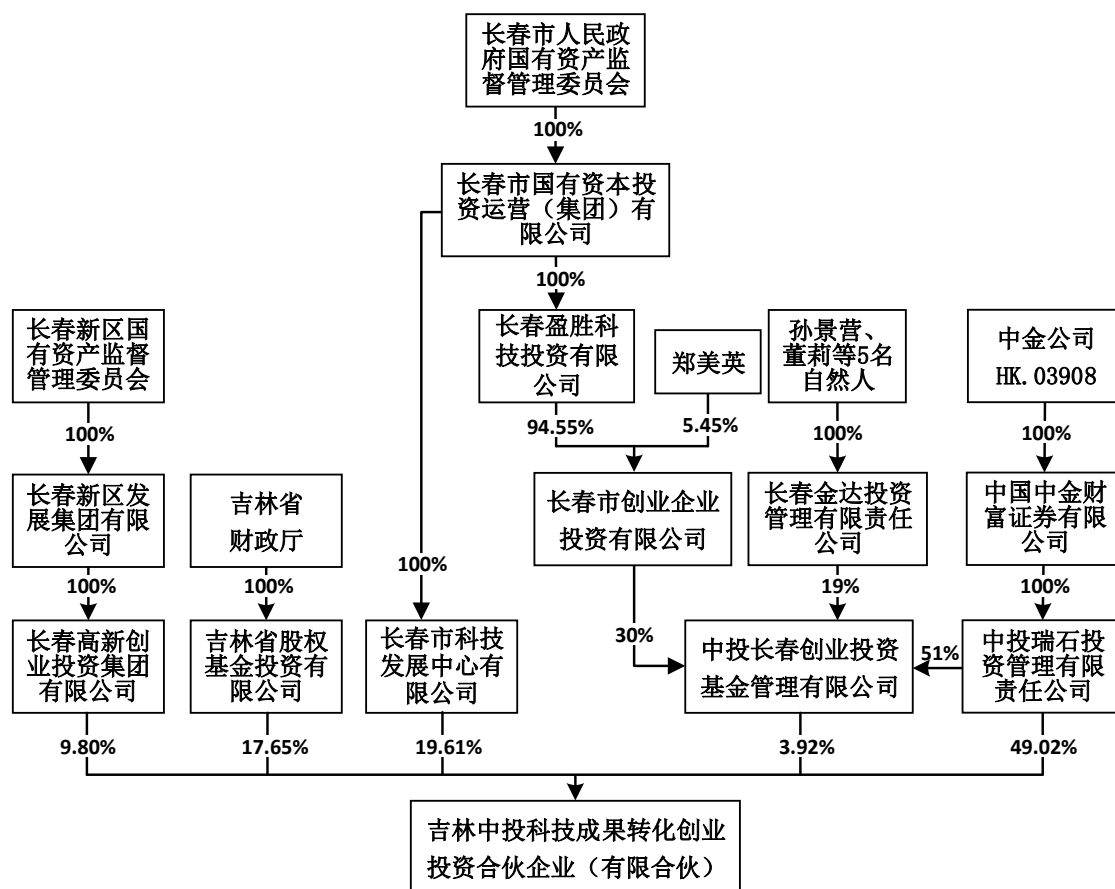 长春市人民政
府国有资产监
督管理委员会
100%
长春市国有资本投
资运营（集团）有
限公司
100%
长春新区国
有资产监督
管理委员会
长春盈胜科
技投资有限
公司
郑美英
孙景营、
董莉等5名
自然人
中金公司
HK.03908
100%
94.55%
5.45%
100%
100%
长春新区发
展集团有限
公司
吉林省
财政厅
长春市创业企业
投资有限公司
长春金达投资
管理有限责任
公司
中国中金财
富证券有限
公司
100%
100%
100%
19%
100%
长春高新创
业投资集团
有限公司
吉林省股权
基金投资有
限公司
长春市科技
发展中心有
限公司
30%
中投长春创业投资
基金管理有限公司
51%
中投瑞石投
资管理有限
责任公司
9.80%
17.65%
19.61%
3.92%
49.02%
吉林中投科技成果转化创业
投资合伙企业（有限合伙）